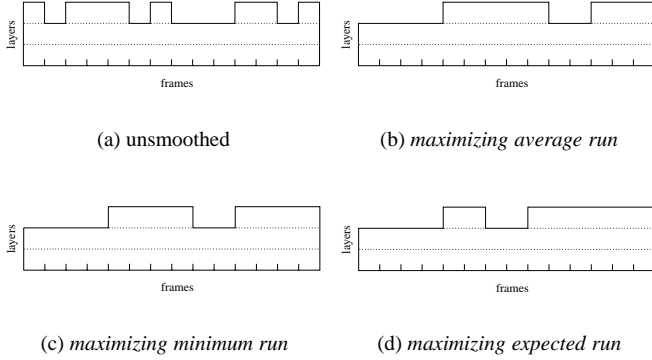 layers
layers
frames
frames
(a) unsmoothed
(b) maximizing average run
layers
layers
frames
frames
(c) maximizing minimum run
(d) maximizing expected run